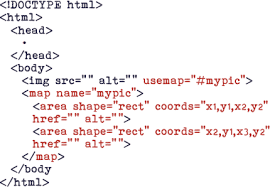 <!DOCTYPE html>
<html>
<head>
.
</head>
<body>
<img src="" alt="" usemap="#mypic">
<map name="mypic">
<area shape="rect" coords="x1,y1,x2,y2"
href="" alt="">
<area shape="rect" coords="x2,y1,x3,y2"
href="" alt="">
</map>
</body
</html>